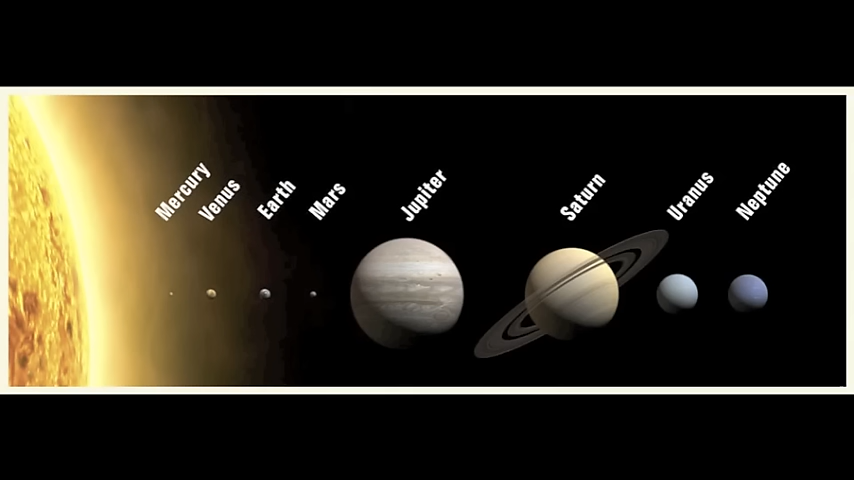 Mercury
Venus
Earth
Mars
Jupiter
Saturn
Uranus
Neptune